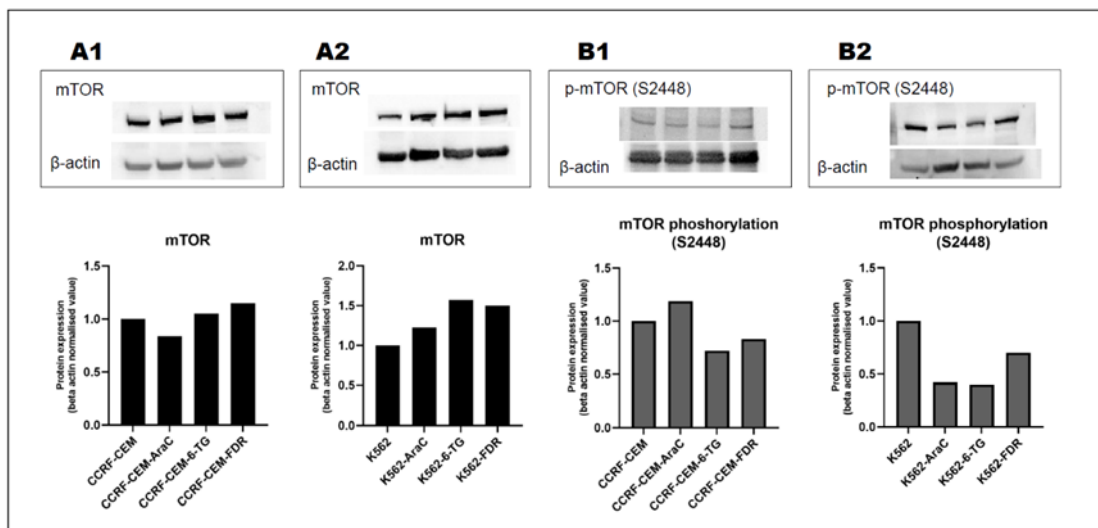 A1
A2
B1
B2
mTOR
β-actin
mTOR
β-actin
p-mTOR (S2448)
β-actin
p-mTOR (S2448)
β-actin
mTOR
Protein expression
(beta actin normalised value)
1.5
1.0
0.5
0.0
CCRF-CEM
CCRF-CEM-AraC
CCRF-CEM-6-TG
CCRF-CEM-FDR
mTOR
Protein expression
(beta actin normalised value)
2.0
1.5
1.0
0.5
0.0
K562
K562-AraC
K562-6-TG
K562-FDR
mTOR phoshorylation
(S2448)
Protein expression
(beta actin normalised value)
1.5
1.0
0.5
0.0
CCRF-CEM
CCRF-CEM-AraC
CCRF-CEM-6-TG
CCRF-CEM-FDR
mTOR phosphorylation
(S2448)
Protein expression
(beta actin normalised value)
1.5
1.0
0.5
0.0
K562
K562-AraC
K562-6-TG
K562-FDR